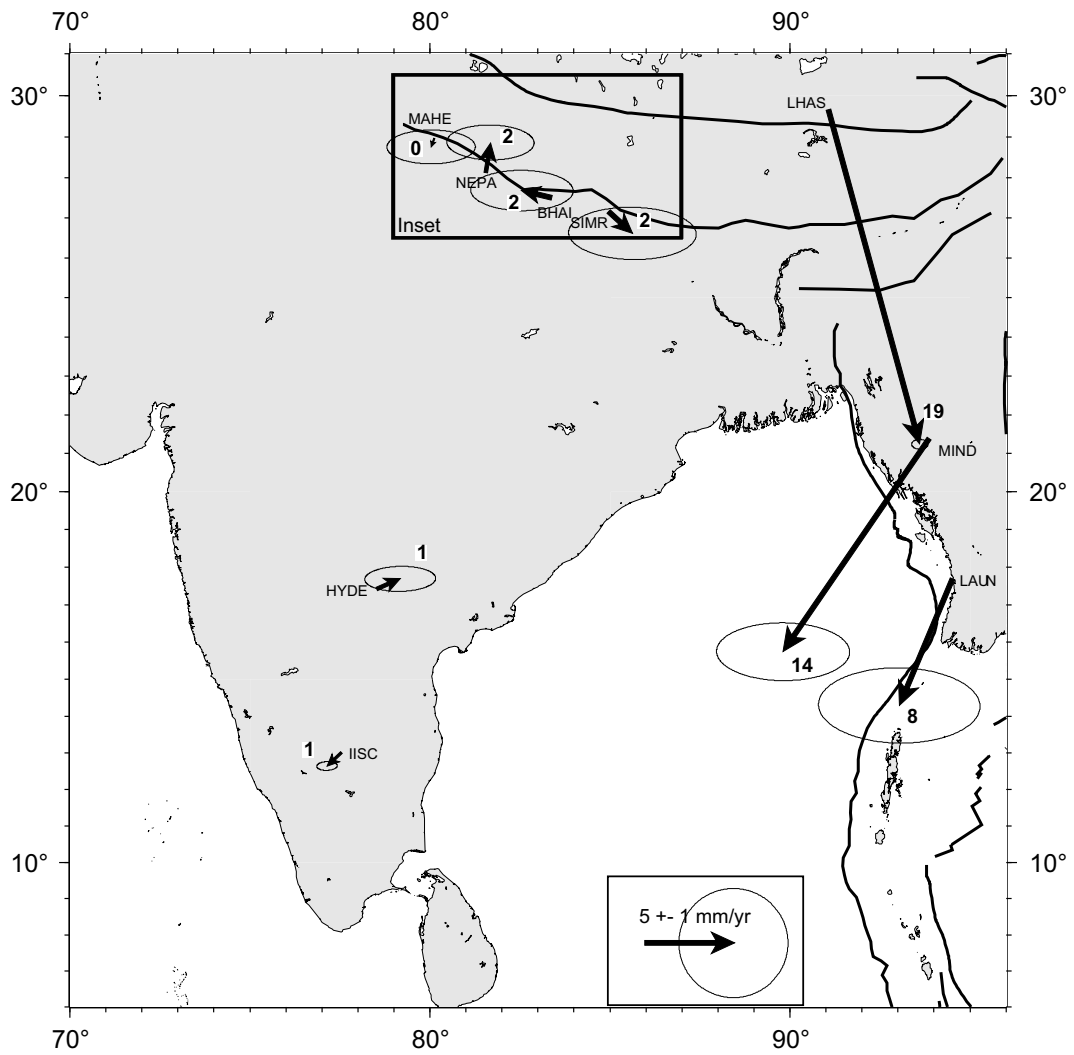 70° 80° 90°
30° 30°
LHAS
MAHE
0 2
NEPA
2
BHAI
SIMR 2
Inset
19
MIND
20° 20°
1
HYDE
LAUN
14
8
1
IISC
10° 10°
5 +- 1 mm/yr
70° 80° 90°